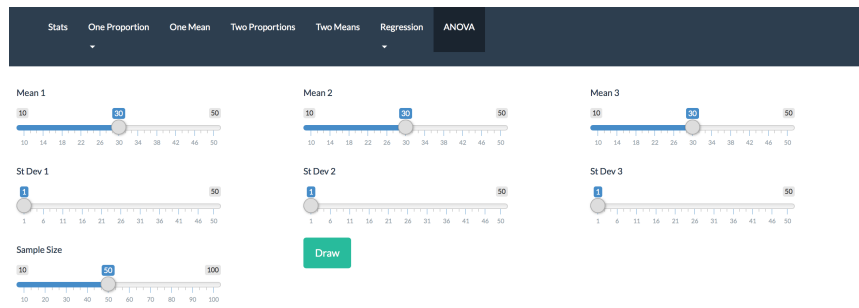 Stats One Proportion One Mean Two Proportions Two Means Regression ANOVA
Mean 1 Mean 2 Mean 3
10 30 50 10 30 50 10 30 50
10 14 18 22 26 30 34 38 42 46 50 10 14 18 22 26 30 34 38 42 46 50 10 14 18 22 26 30 34 38 42 46 50
St Dev 1 St Dev 2 St Dev 3
1 50 1 50 1 50
1 6 11 16 21 26 31 36 41 46 50 1 6 11 16 21 26 31 36 41 46 50 1 6 11 16 21 26 31 36 41 46 50
Sample Size
Draw
10 50 100
10 20 30 40 50 60 70 80 90 100